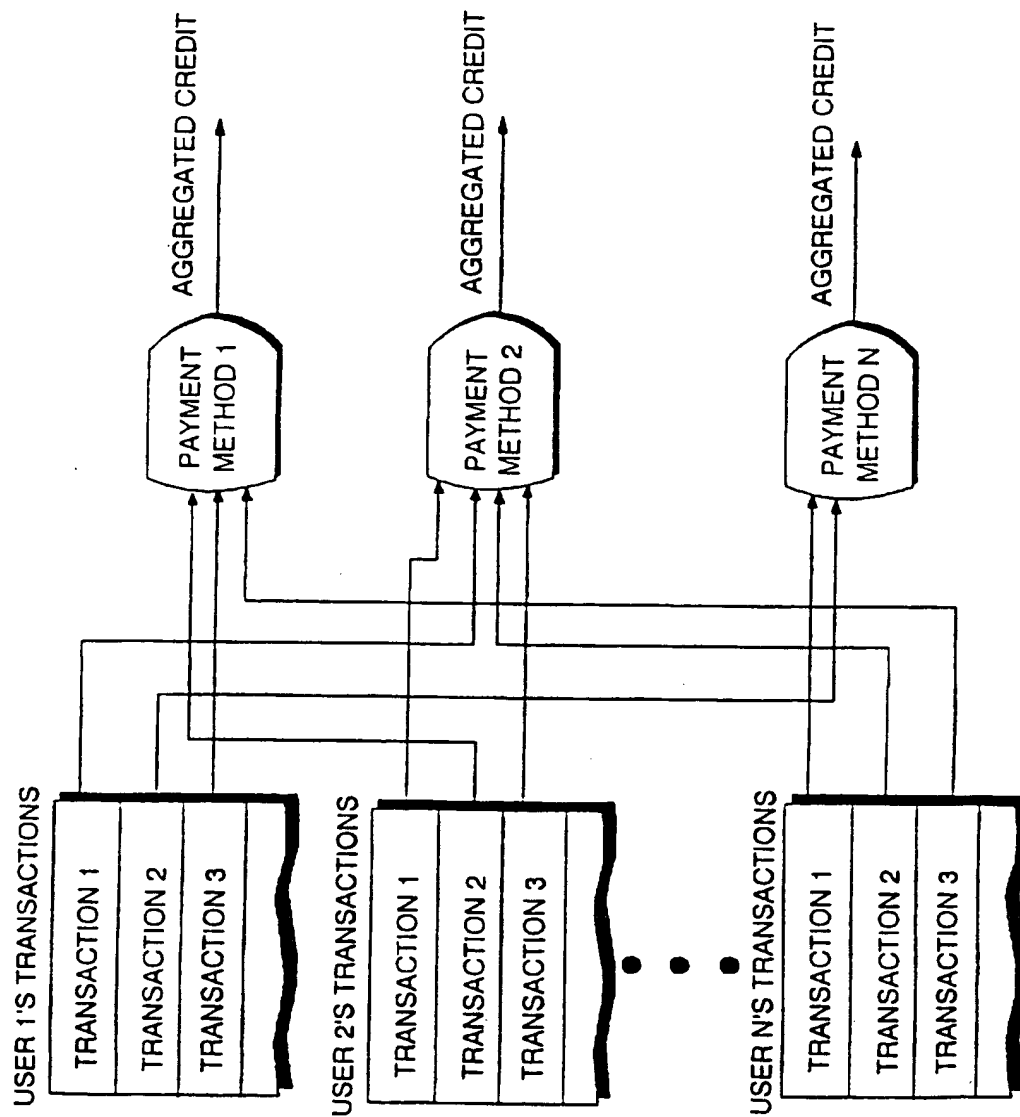 USER 1'S TRANSACTIONS
TRANSACTION 1
TRANSACTION 2
TRANSACTION 3
USER 2'S TRANSACTIONS
TRANSACTION 1
TRANSACTION 2
TRANSACTION 3
USER N'S TRANSACTIONS
TRANSACTION 1
TRANSACTION 2
TRANSACTION 3
PAYMENT
METHOD 1
PAYMENT
METHOD 2
PAYMENT
METHOD N
AGGREGATED CREDIT
AGGREGATED CREDIT
AGGREGATED CREDIT